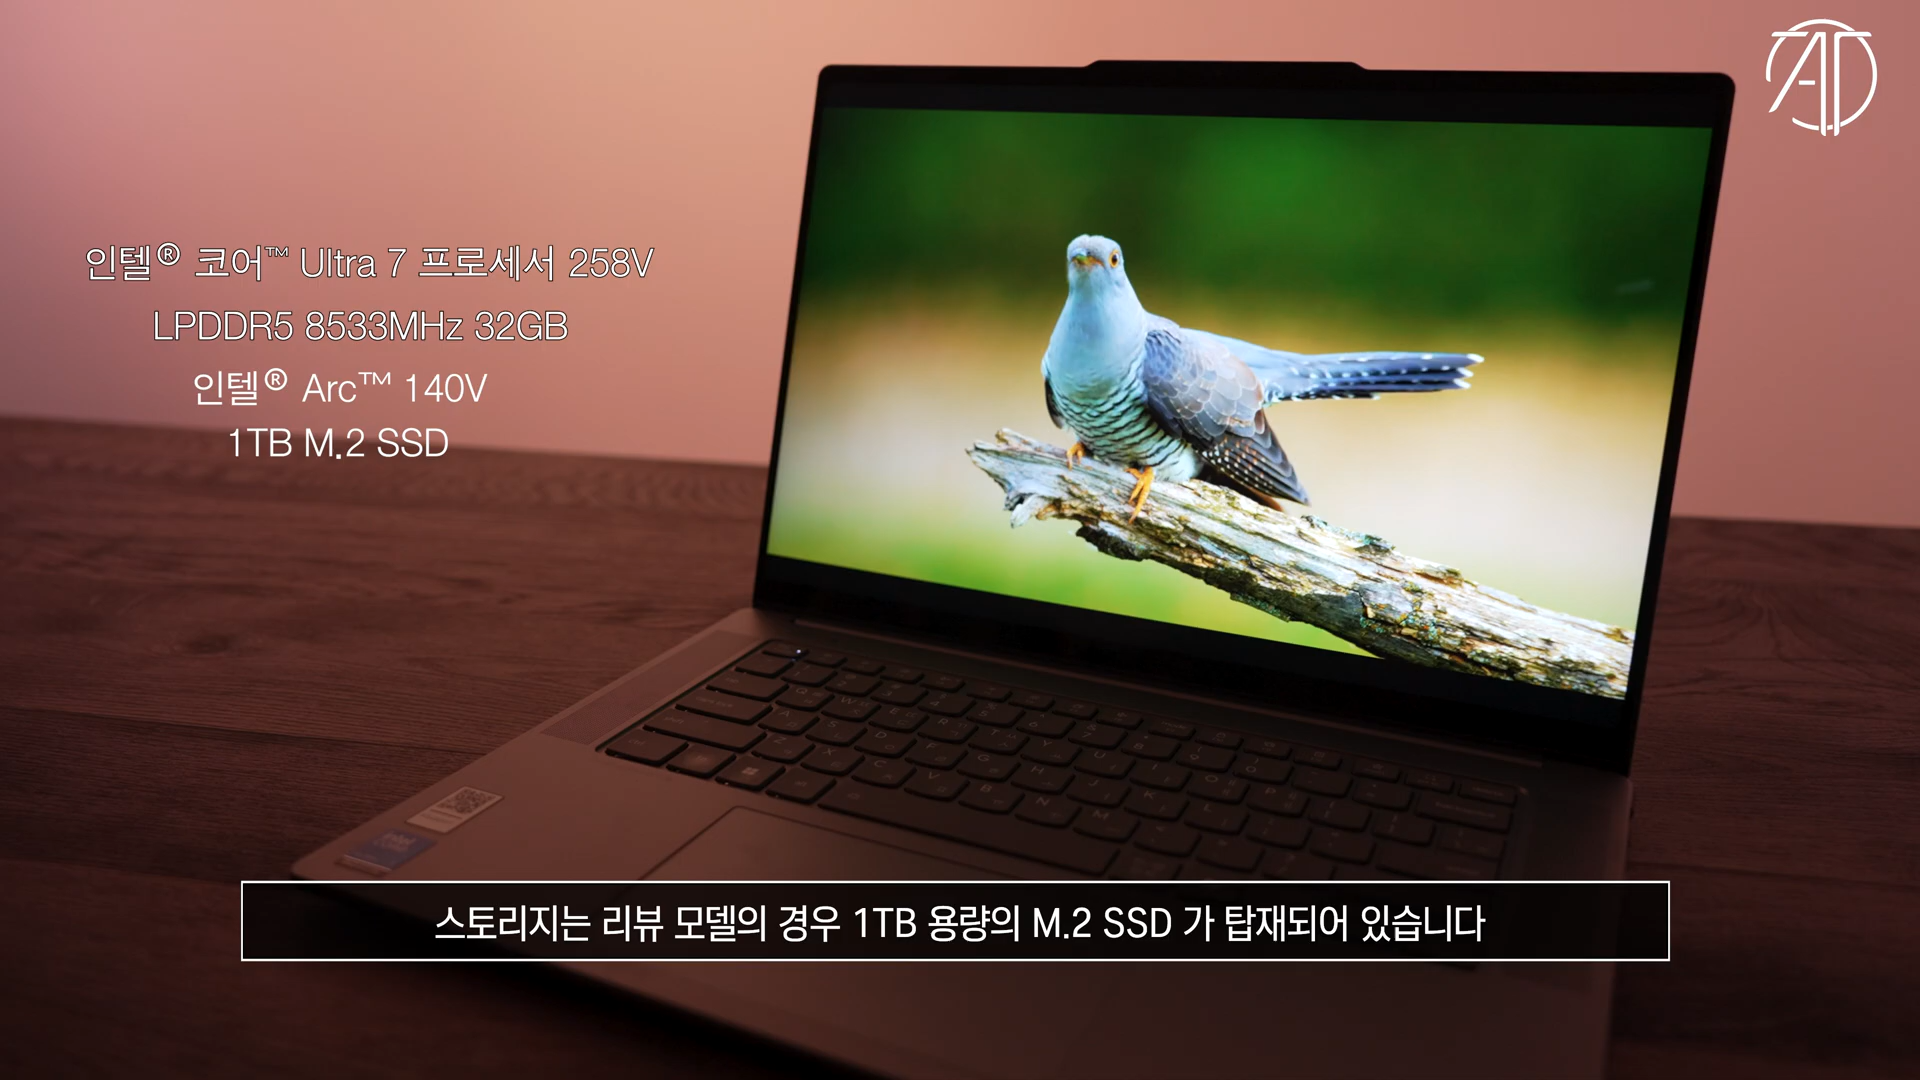 인텔® 코어™ Ultra 7 프로세서 258V
LPDDR5 8533MHz 32GB
인텔® Arc™ 140V
1TB M.2 SSD
스토리지는 리뷰 모델의 경우 1TB 용량의 M.2 SSD 가 탑재되어 있습니다